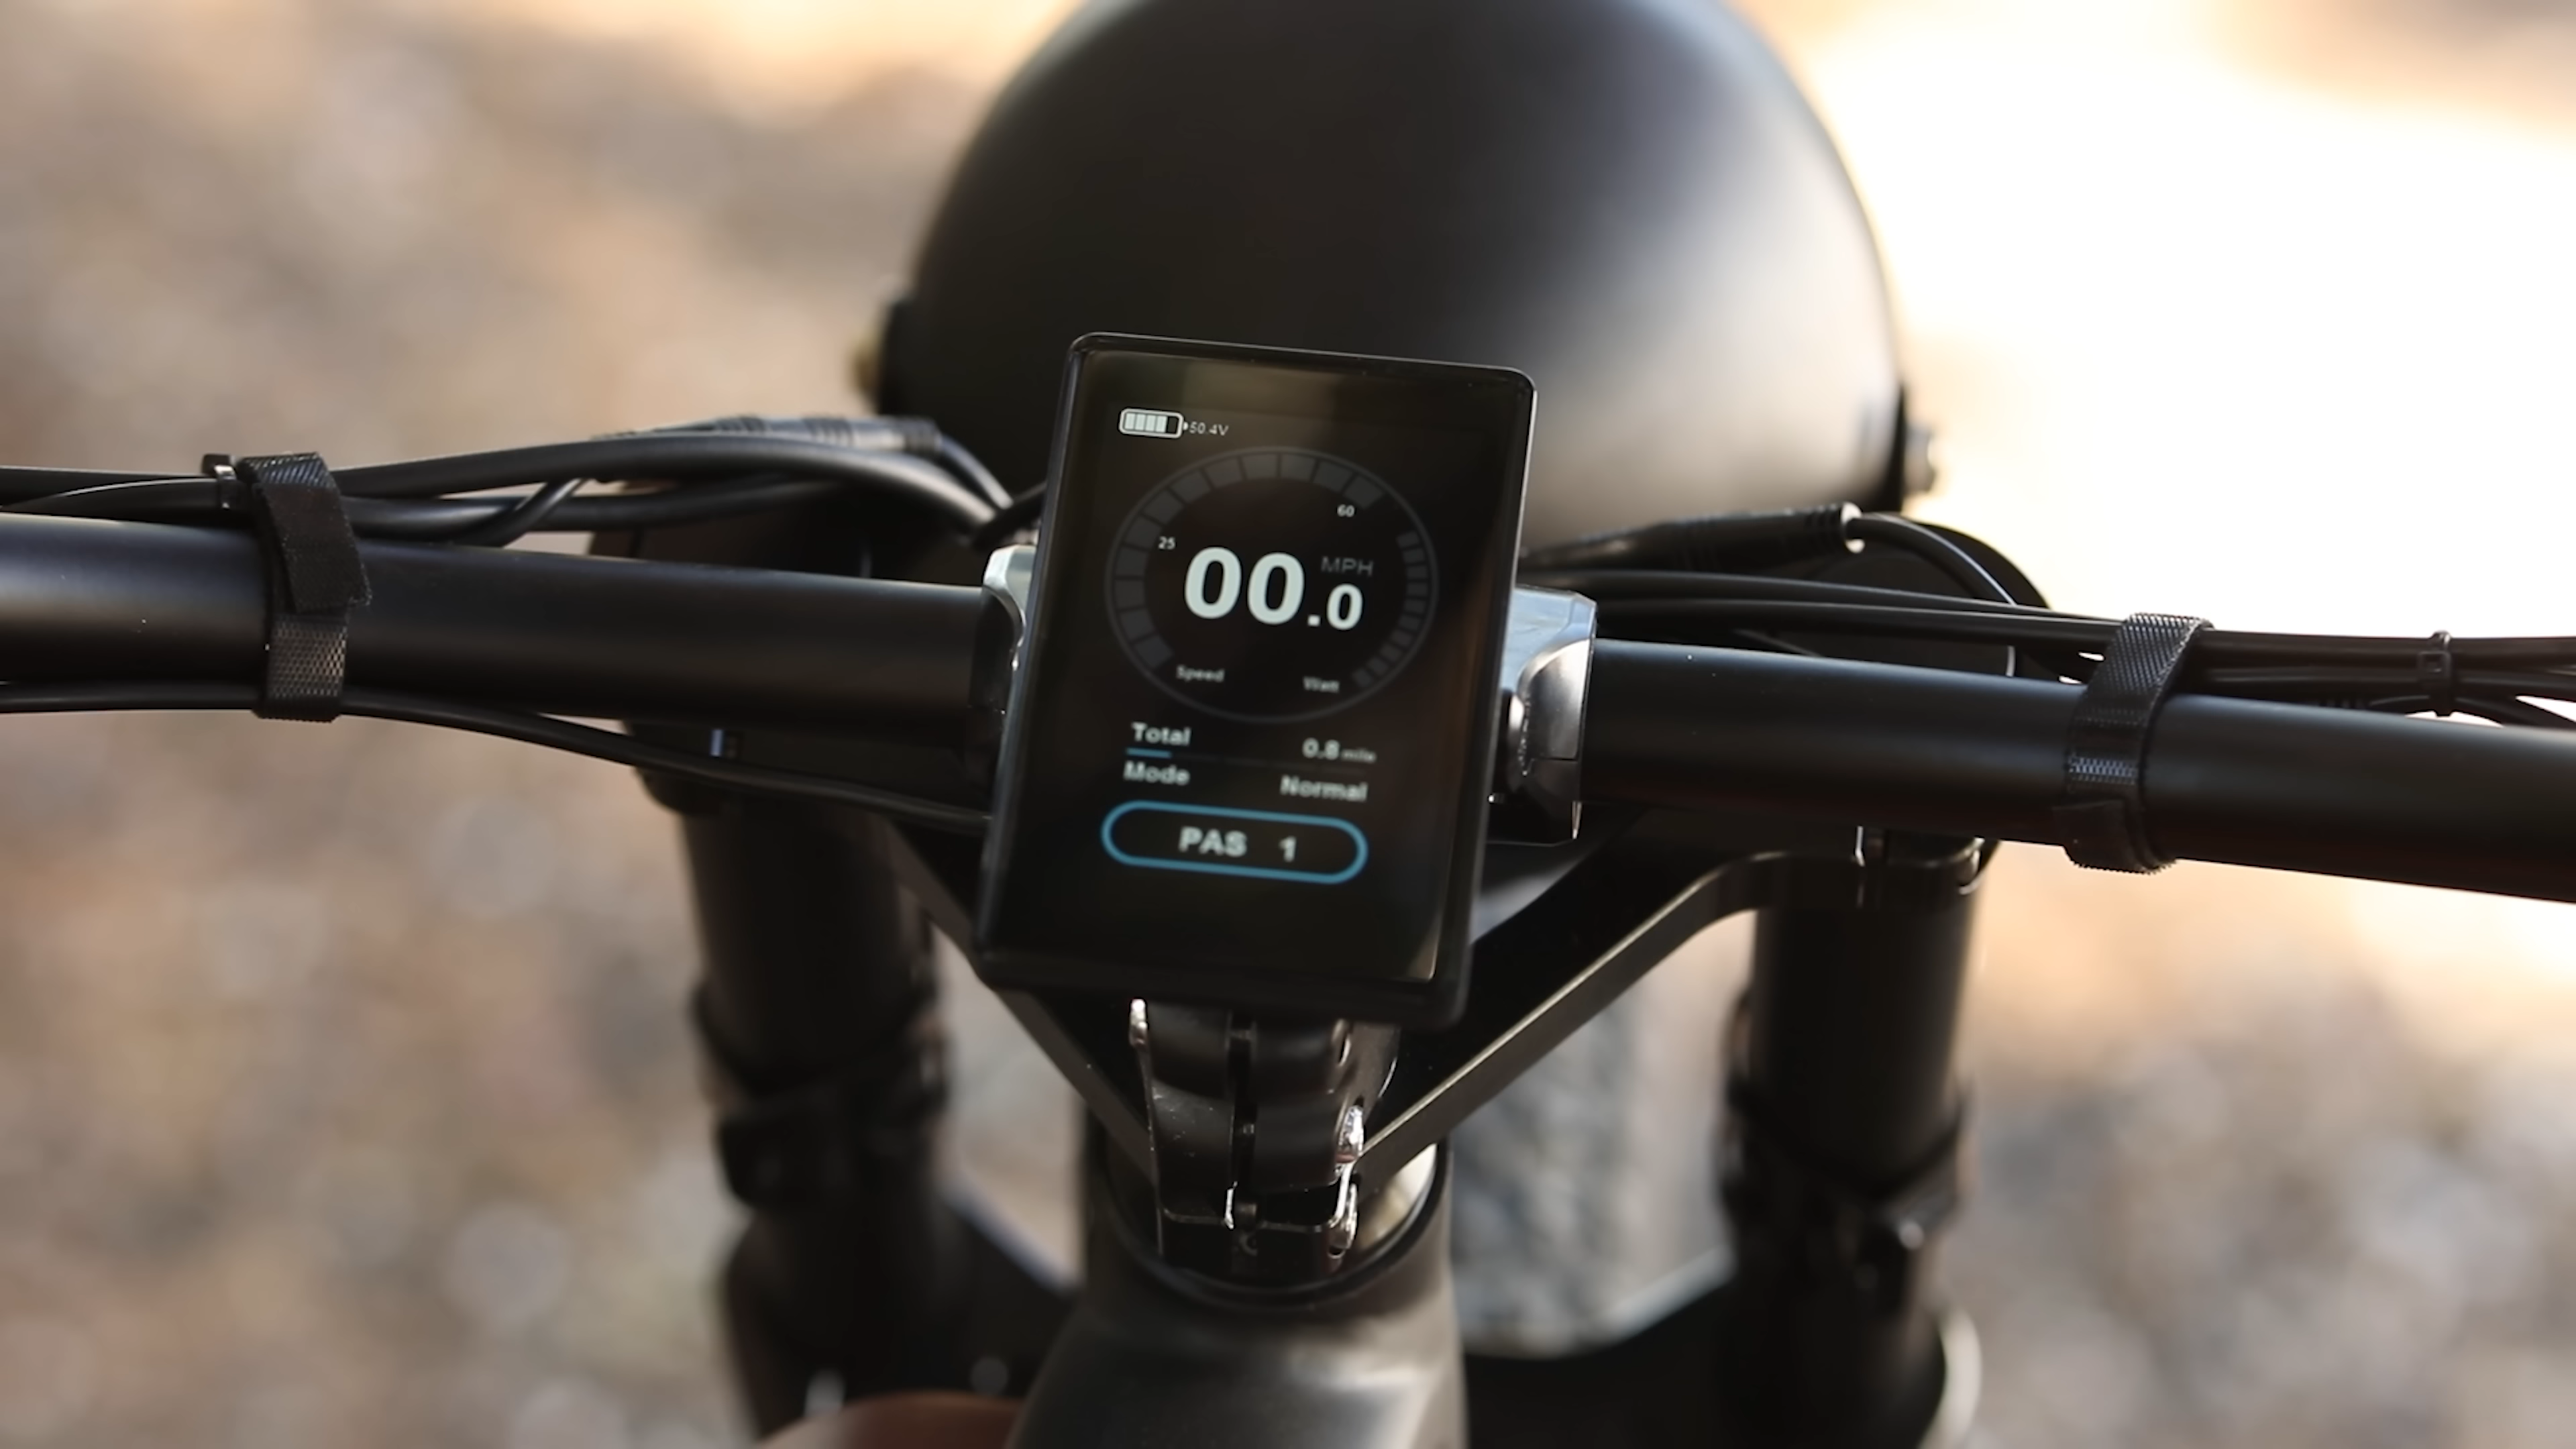 50.4V
60
25
MPH
00.0
Speed Watt
Total 0.8 mile
Mode Normal
PAS 1